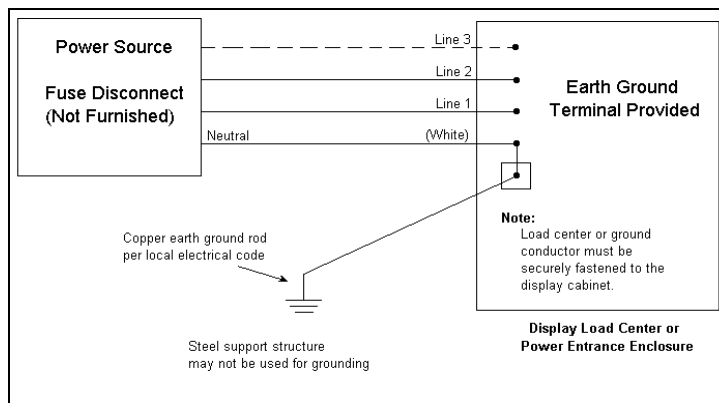 Power Source
Fuse Disconnect
(Not Furnished)
Line 3
Line 2
Line 1
Neutral
(White)
Earth Ground
Terminal Provided
Note:
Load center or ground
conductor must be
securely fastened to the
display cabinet.
Copper earth ground rod
per local electrical code
Steel support structure
may not be used for grounding
Display Load Center or
Power Entrance Enclosure